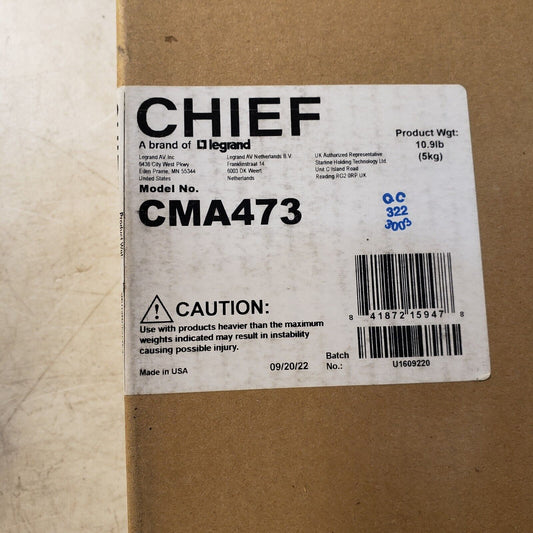 CHIEF
A brand of legrand
Product Wgt:
10.9lb
(5kg)
Legrand AV, Inc
6436 City West Pkwy
Eden Prairie, MN 55344
United States
Legrand AV Netherlands B.V.
Franklinstraat 14
6003 DK Weert
Netherlands
UK Authorized Representative
Starline Holding Technology Ltd.
Unit C Island Road
Reading RG2 0RP UK
Model No.
CMA473
QC
322
3003
8 41872 15947 8
CAUTION:
Use with products heavier than the maximum
weights indicated may result in instability
causing possible injury.
Made in USA
09/20/22
Batch
No.:
U1609220